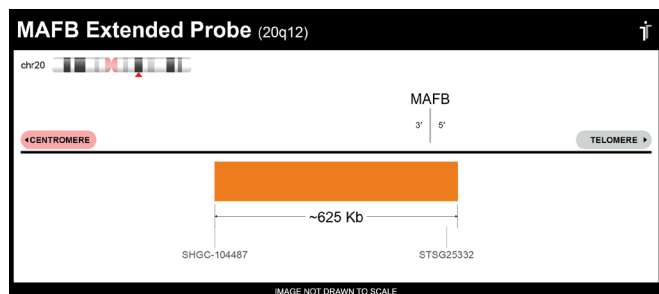 MAFB Extended Probe (20q12)
chr20
MAFB
3' 5'
CENTROMERE
TELOMERE
~625 Kb
SHGC-104487
STSG25332
IMAGE NOT DRAWN TO SCALE